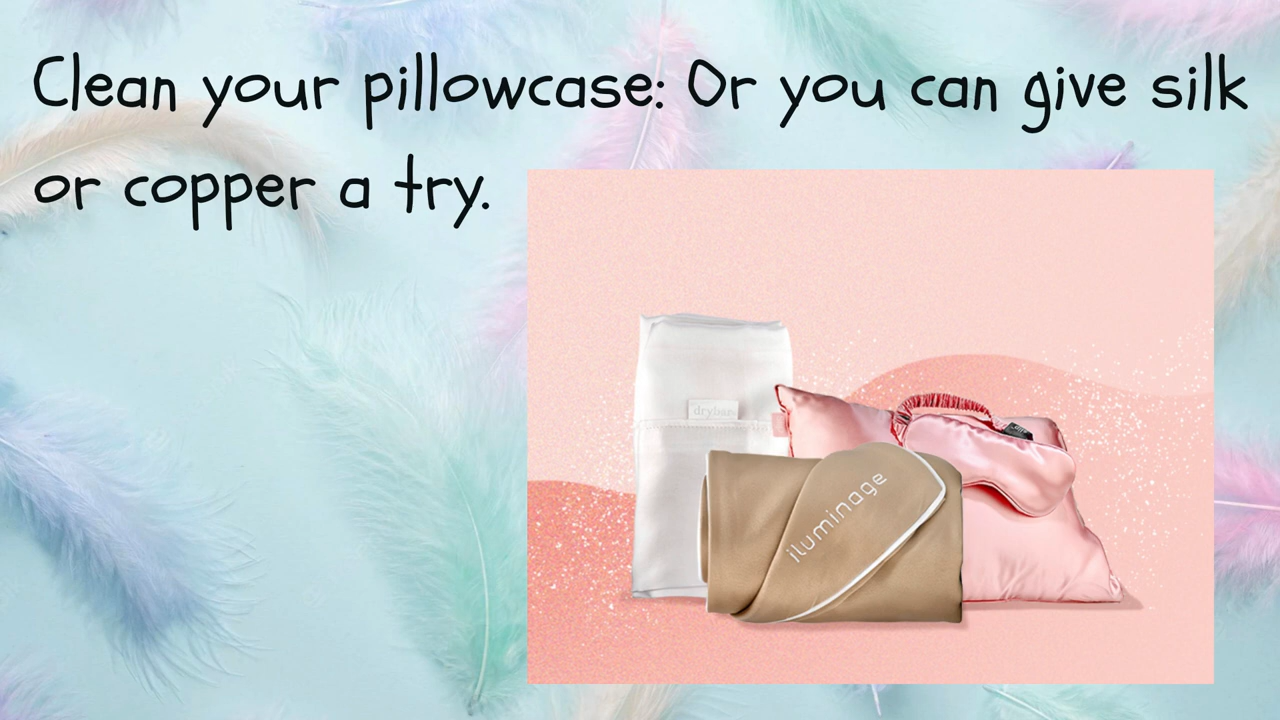 Clean your pillowcase: Or you can give silk
or copper a try.
drybar
iluminage